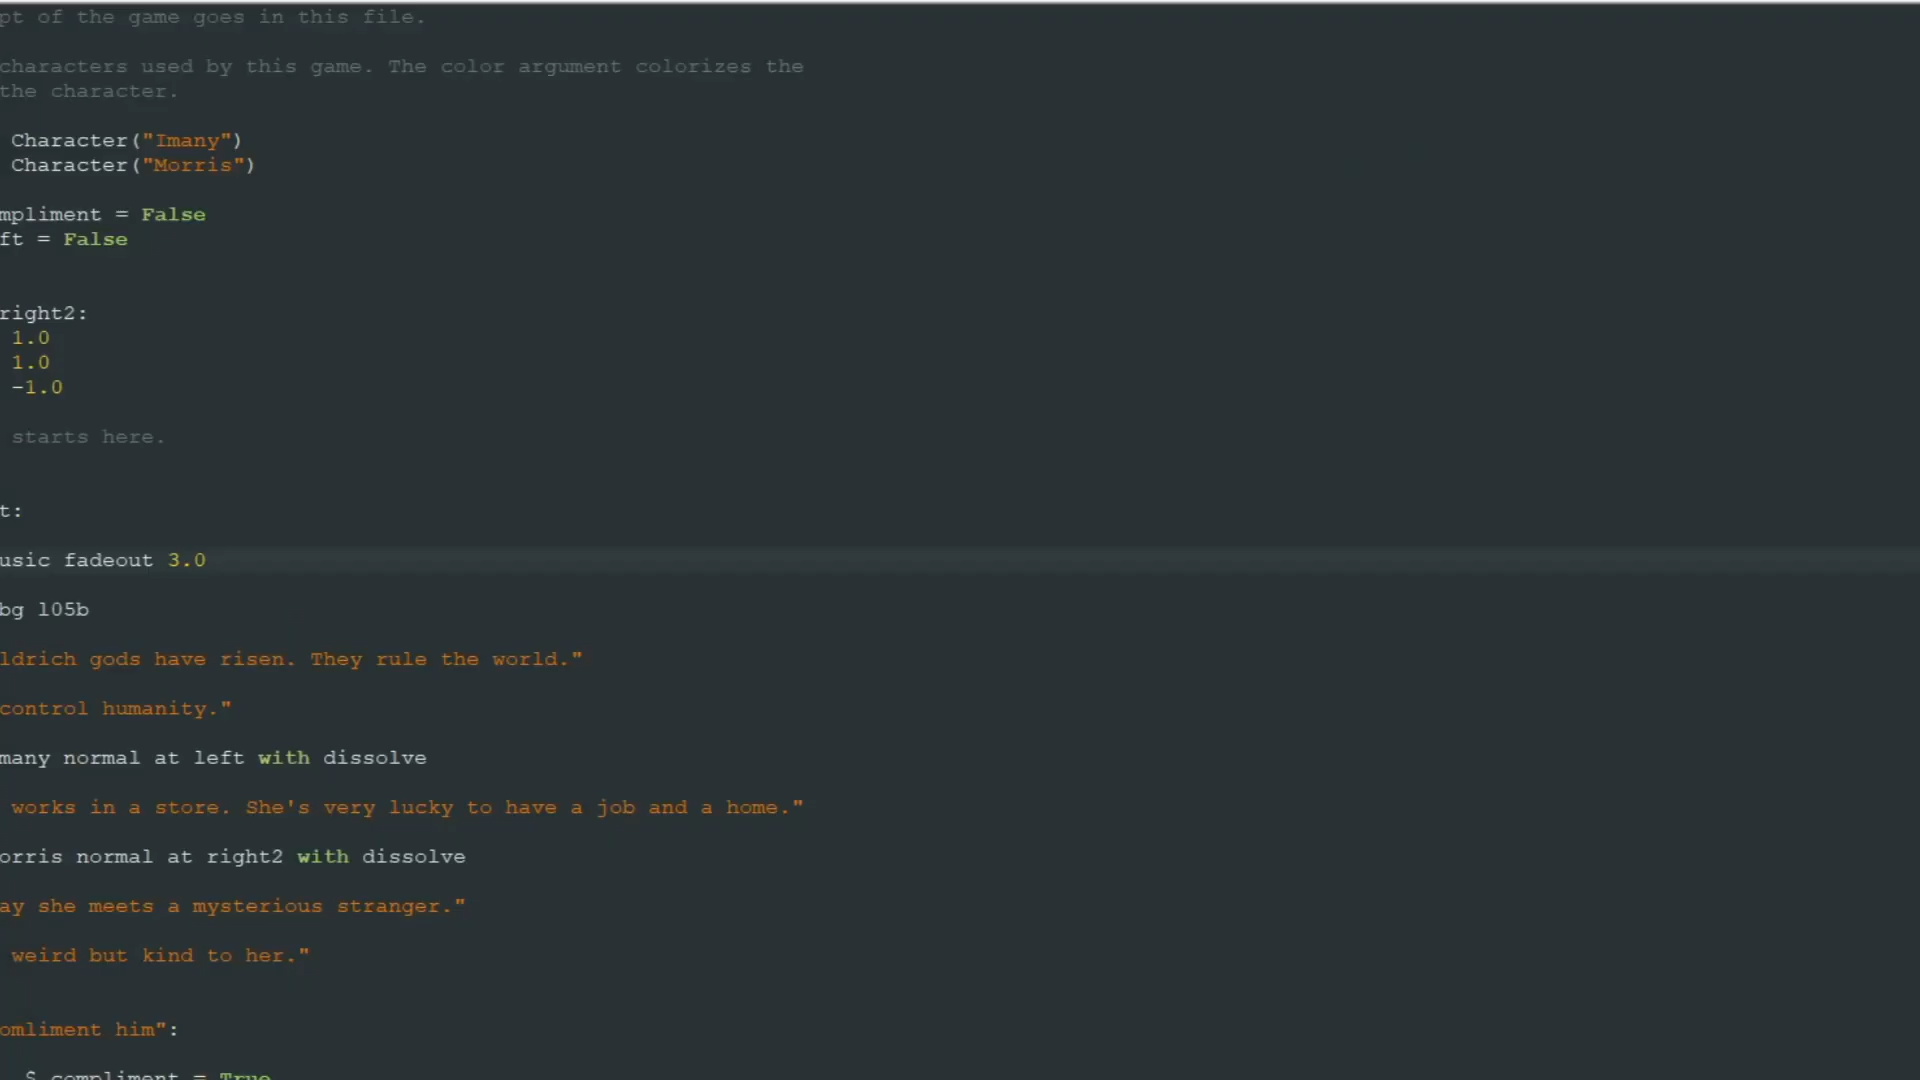 pt of the game goes in this file.
characters used by this game. The color argument colorizes the
the character.
Character("Imany")
Character("Morris")
mpliment = False
ft = False
right2:
1.0
1.0
-1.0
starts here.
t:
usic fadeout 3.0
bg l05b
ldrich gods have risen. They rule the world."
control humanity."
many normal at left with dissolve
works in a store. She's very lucky to have a job and a home."
orris normal at right2 with dissolve
ay she meets a mysterious stranger."
weird but kind to her."
omliment him":
$ compliment = True